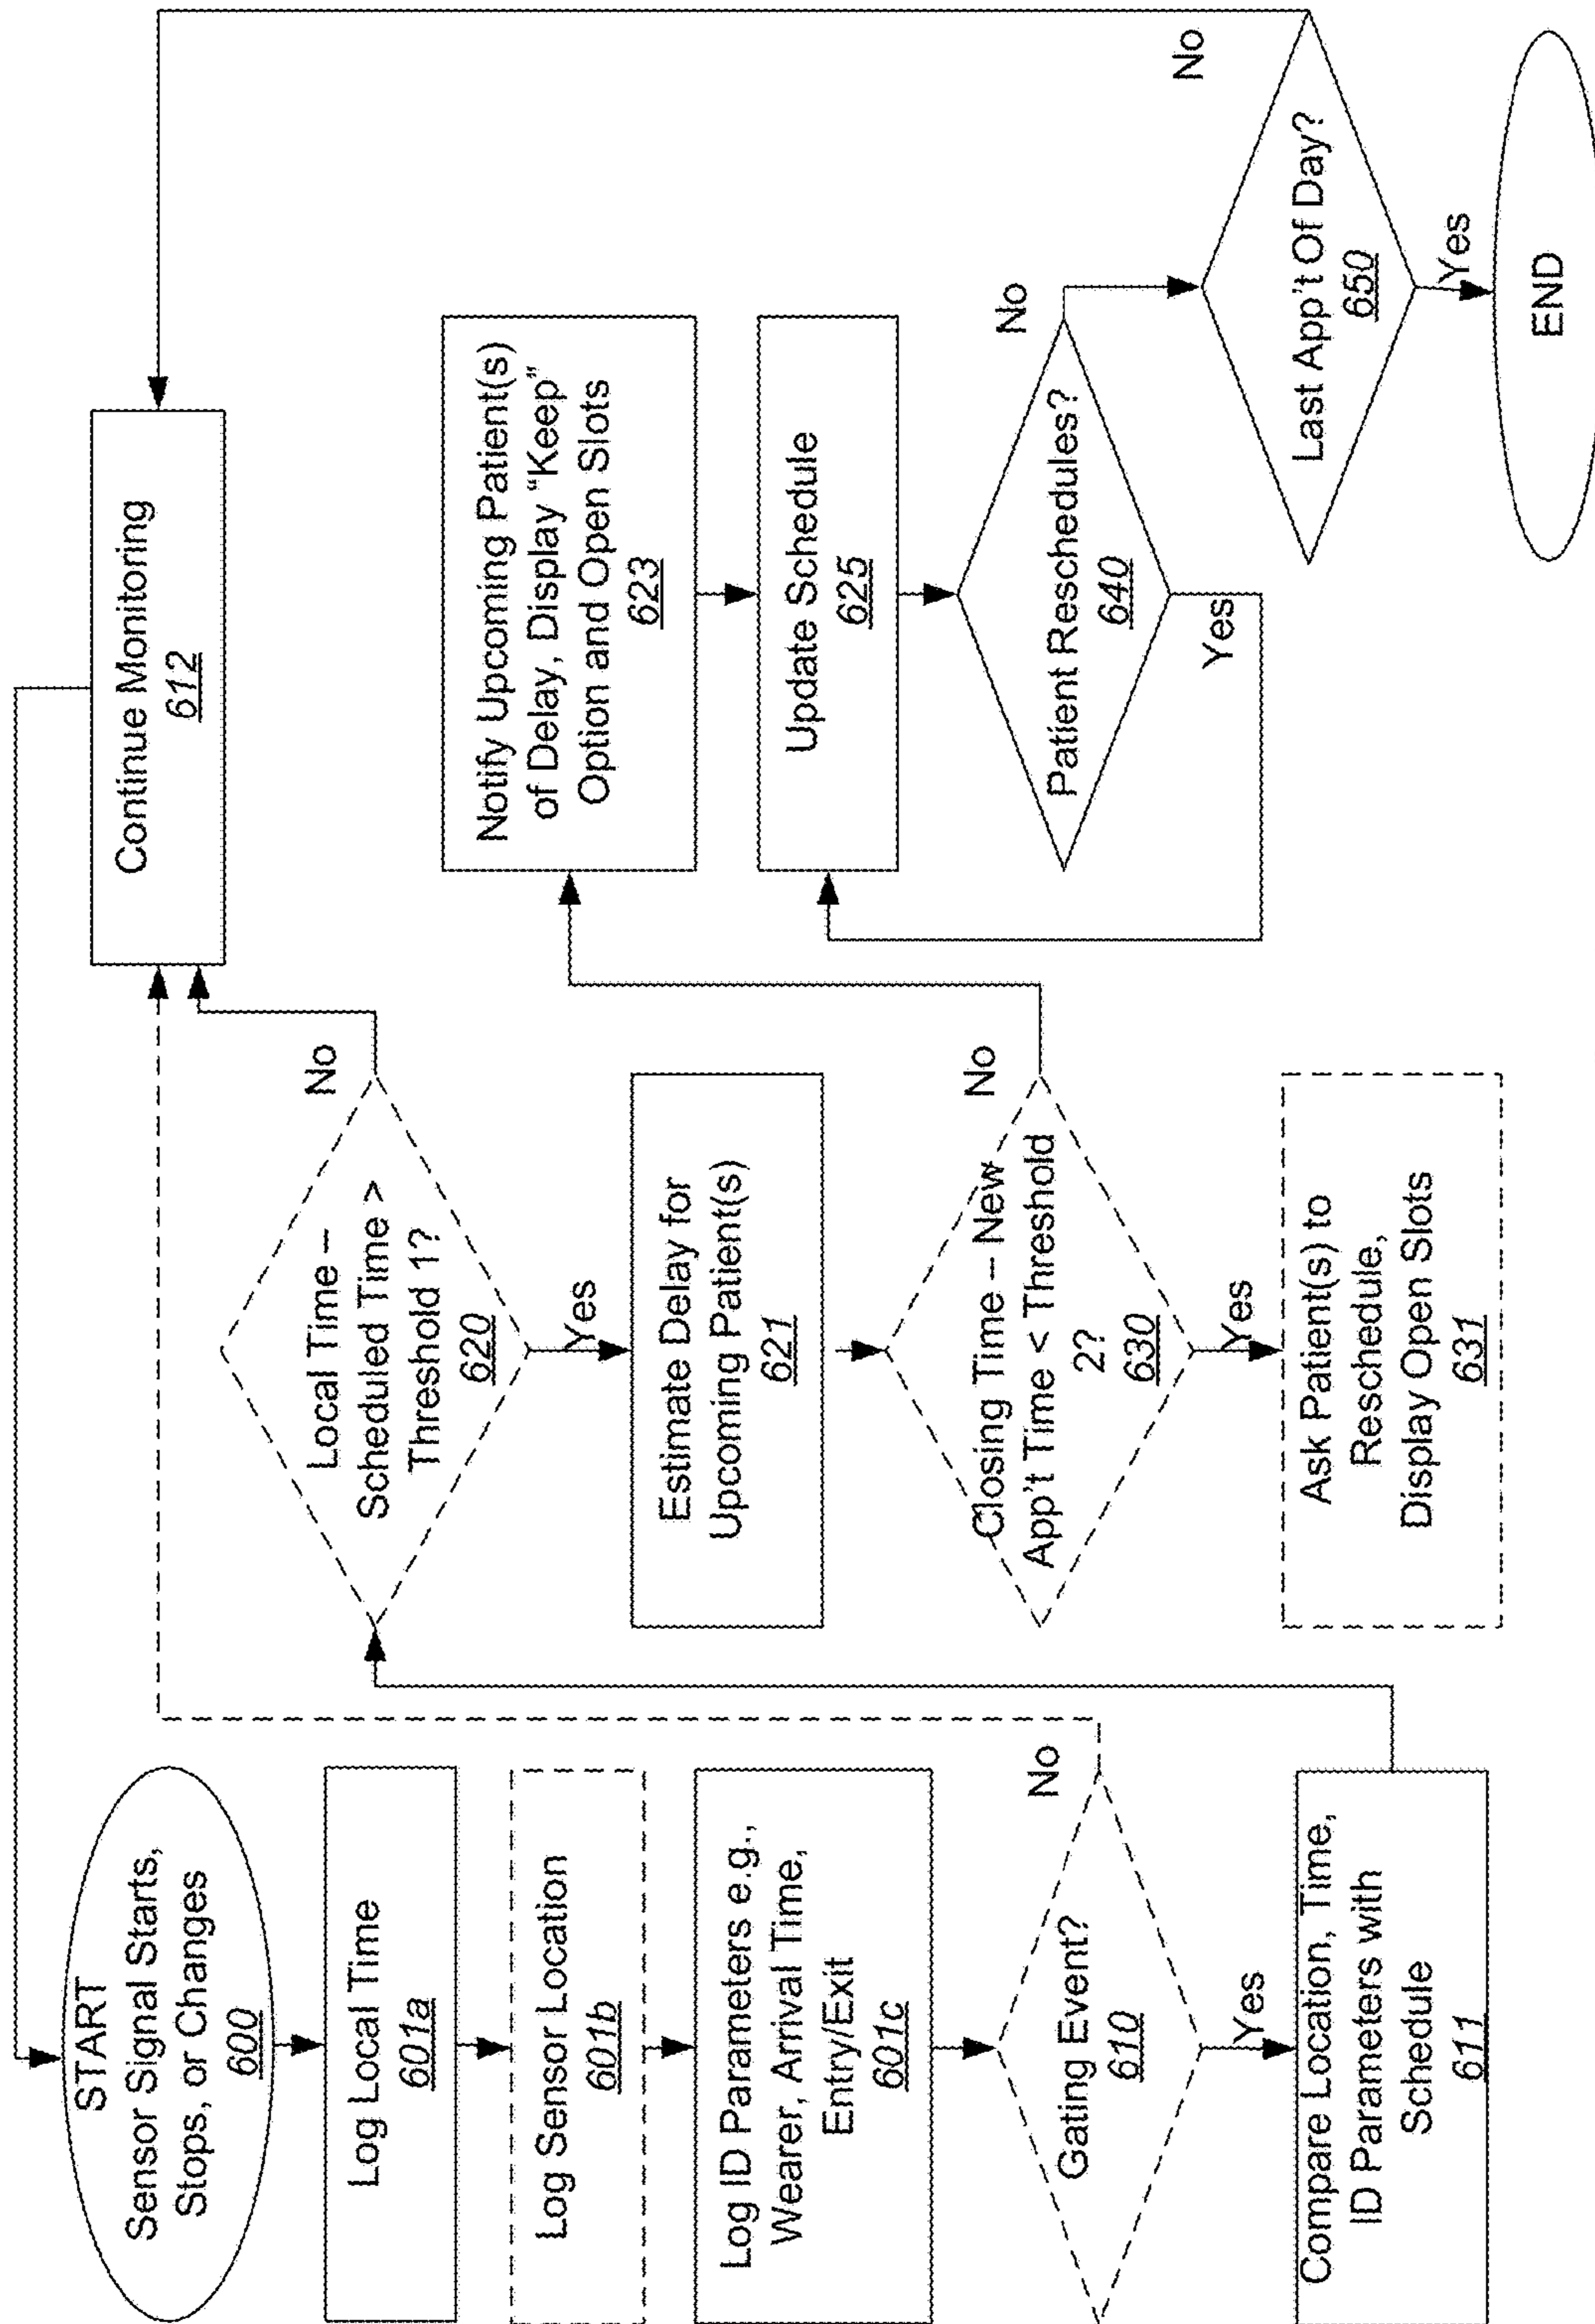 START
Sensor Signal Starts,
Stops, or Changes
600
Log Local Time
601a
Log Sensor Location
601b
Log ID Parameters e.g.,
Wearer, Arrival Time,
Entry/Exit
601c
Gating Event?
610
No
Yes
Compare Location, Time,
ID Parameters with
Schedule
611
Local Time –
Scheduled Time >
Threshold 1?
620
No
Yes
Estimate Delay for
Upcoming Patient(s)
621
Closing Time – New
App't Time < Threshold
2?
630
No
Yes
Ask Patient(s) to
Reschedule,
Display Open Slots
631
Continue Monitoring
612
Notify Upcoming Patient(s)
of Delay, Display “Keep”
Option and Open Slots
623
Update Schedule
625
Patient Reschedules?
640
No
Yes
Last App't Of Day?
650
No
Yes
END